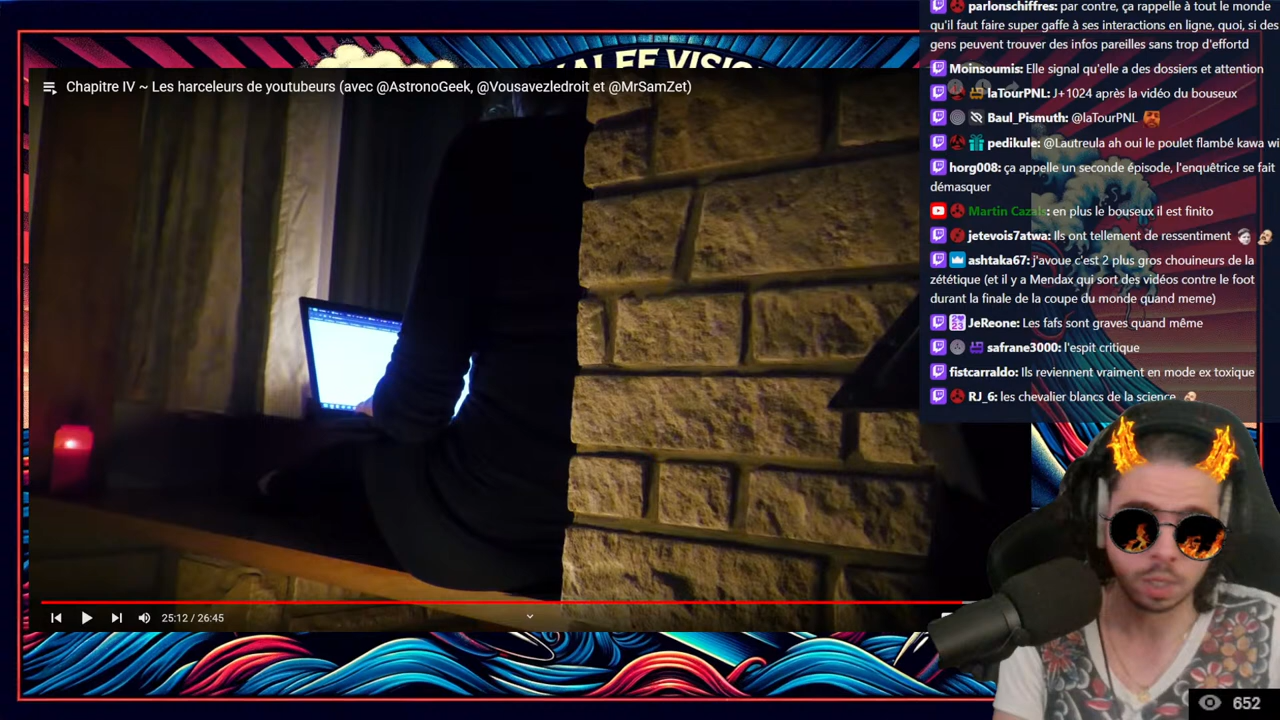 ALEE VISIO
Chapitre IV ~ Les harceleurs de youtubeurs (avec @AstronoGeek, @Vousavezledroit et @MrSamZet)
25:12 / 26:45
parlonschiffres: par contre, ça rappelle à tout le monde
qu'il faut faire super gaffe à ses interactions en ligne, quoi, si des
gens peuvent trouver des infos pareilles sans trop d'effortd
Moinsoumis: Elle signal qu'elle a des dossiers et attention
laTourPNL: J+1024 après la vidéo du bouseux
Baul_Pismuth: @laTourPNL
pedikule: @Lautreula ah oui le poulet flambé kawa wi
horg008: ça appelle un seconde épisode, l'enquêtrice se fait
démasquer
Martin Cazals: en plus le bouseux il est finito
jetevois7atwa: Ils ont tellement de ressentiment
ashtaka67: j'avoue c'est 2 plus gros chouineurs de la
zététique (et il y a Mendax qui sort des vidéos contre le foot
durant la finale de la coupe du monde quand meme)
JeReone: Les fafs sont graves quand même
safrane3000: l'espit critique
fistcarraldo: Ils reviennent vraiment en mode ex toxique
RJ_6: les chevalier blancs de la science
652